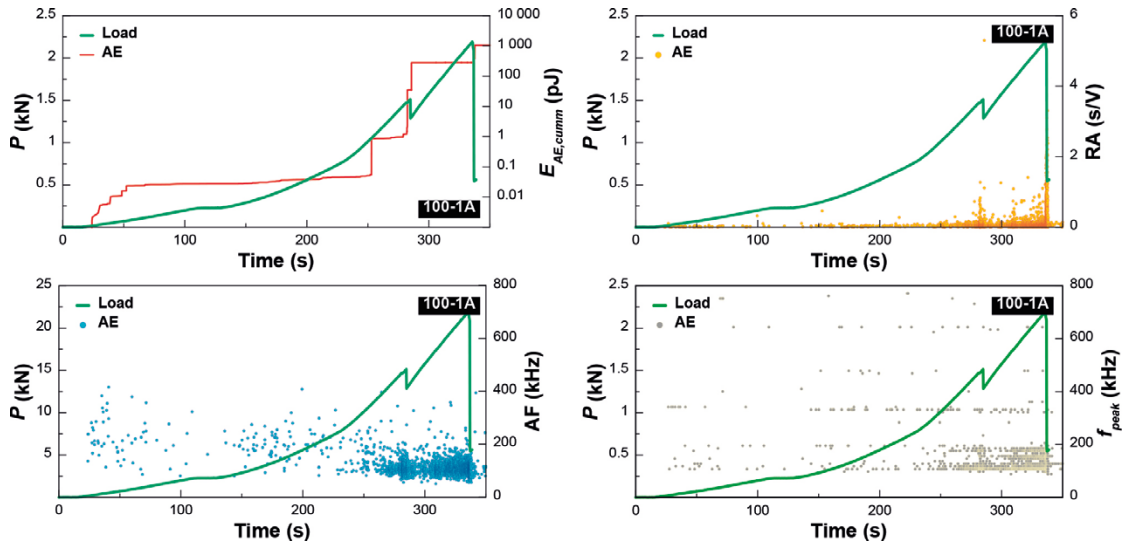 2.5
2
1.5
1
0.5
P (kN)
Load
AE
10 000
1 000
100
10
1
0.1
0.01
E_AE,cumm (pJ)
100-1A
0
100
200
300
Time (s)
2.5
2
1.5
1
0.5
P (kN)
Load
AE
100-1A
6
4
2
0
RA (s/V)
0
100
200
300
Time (s)
25
20
15
10
5
P (kN)
Load
AE
100-1A
800
600
400
200
0
AF (kHz)
0
100
200
300
Time (s)
2.5
2
1.5
1
0.5
P (kN)
Load
AE
100-1A
800
600
400
200
0
f_peak (kHz)
0
100
200
300
Time (s)